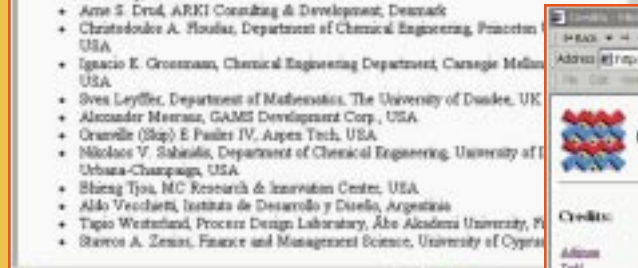 Arne S. Drud, ARKI Consulting & Development, Denmark
Christodoulos A. Floudas, Department of Chemical Engineering, Princeton
USA
Ignacio E. Grossmann, Chemical Engineering Department, Carnegie Mellon
USA
Sven Leyffer, Department of Mathematics, The University of Dundee, UK
Alexander Meeraus, GAMS Development Corp., USA
Granville (Skip) E Paules IV, Aspen Tech, USA
Nikolaos V. Sahinidis, Department of Chemical Engineering, University of
Urbana-Champaign, USA
Bhieng Tjoa, MC Research & Innovation Center, USA
Aldo Vecchietti, Instituto de Desarrollo y Diseño, Argentina
Tapio Westerlund, Process Design Laboratory, Åbo Akademi University,
Stavros A. Zenios, Finance and Management Science, University of Cyprus
Credits
Back
Address
File Edit
Credits: